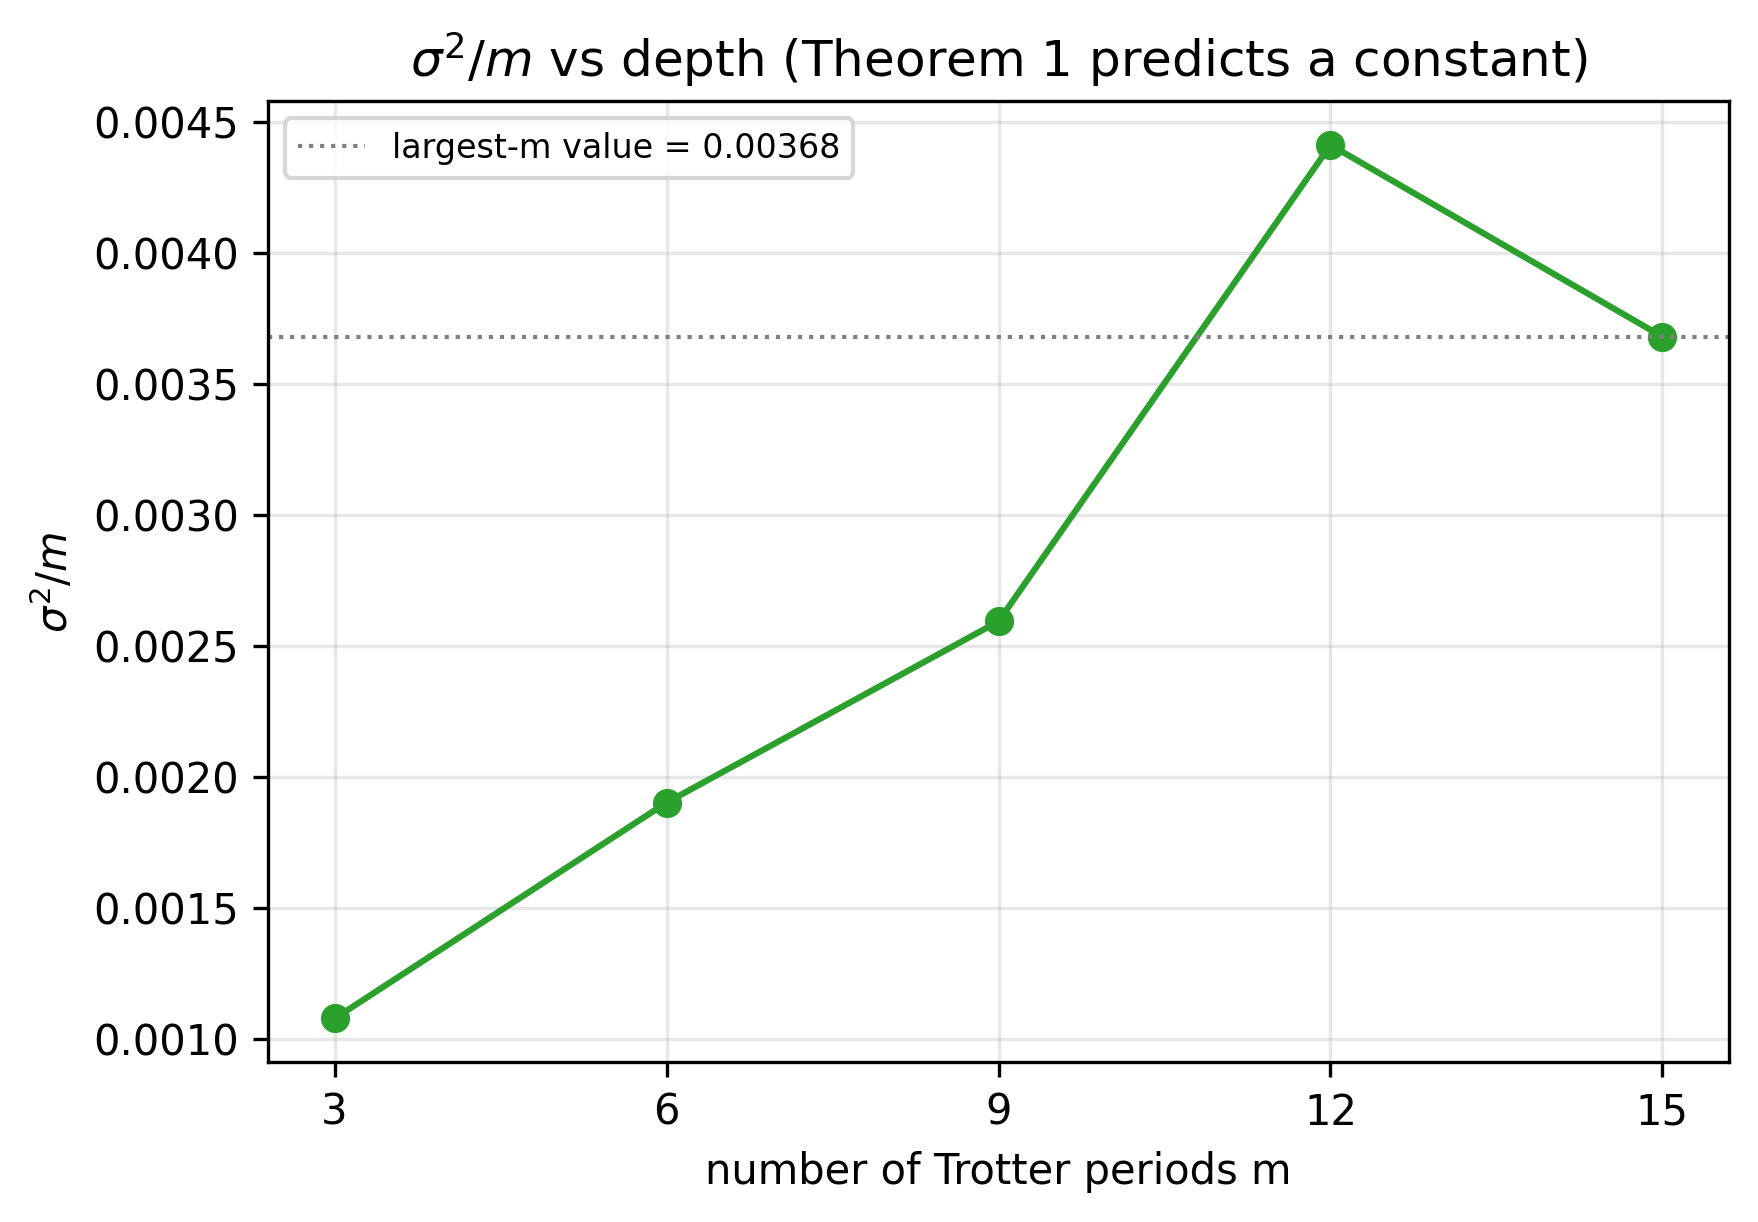 σ²/m vs depth (Theorem 1 predicts a constant)
largest-m value = 0.00368
σ²/m
0.0045
0.0040
0.0035
0.0030
0.0025
0.0020
0.0015
0.0010
3 6 9 12 15
number of Trotter periods m